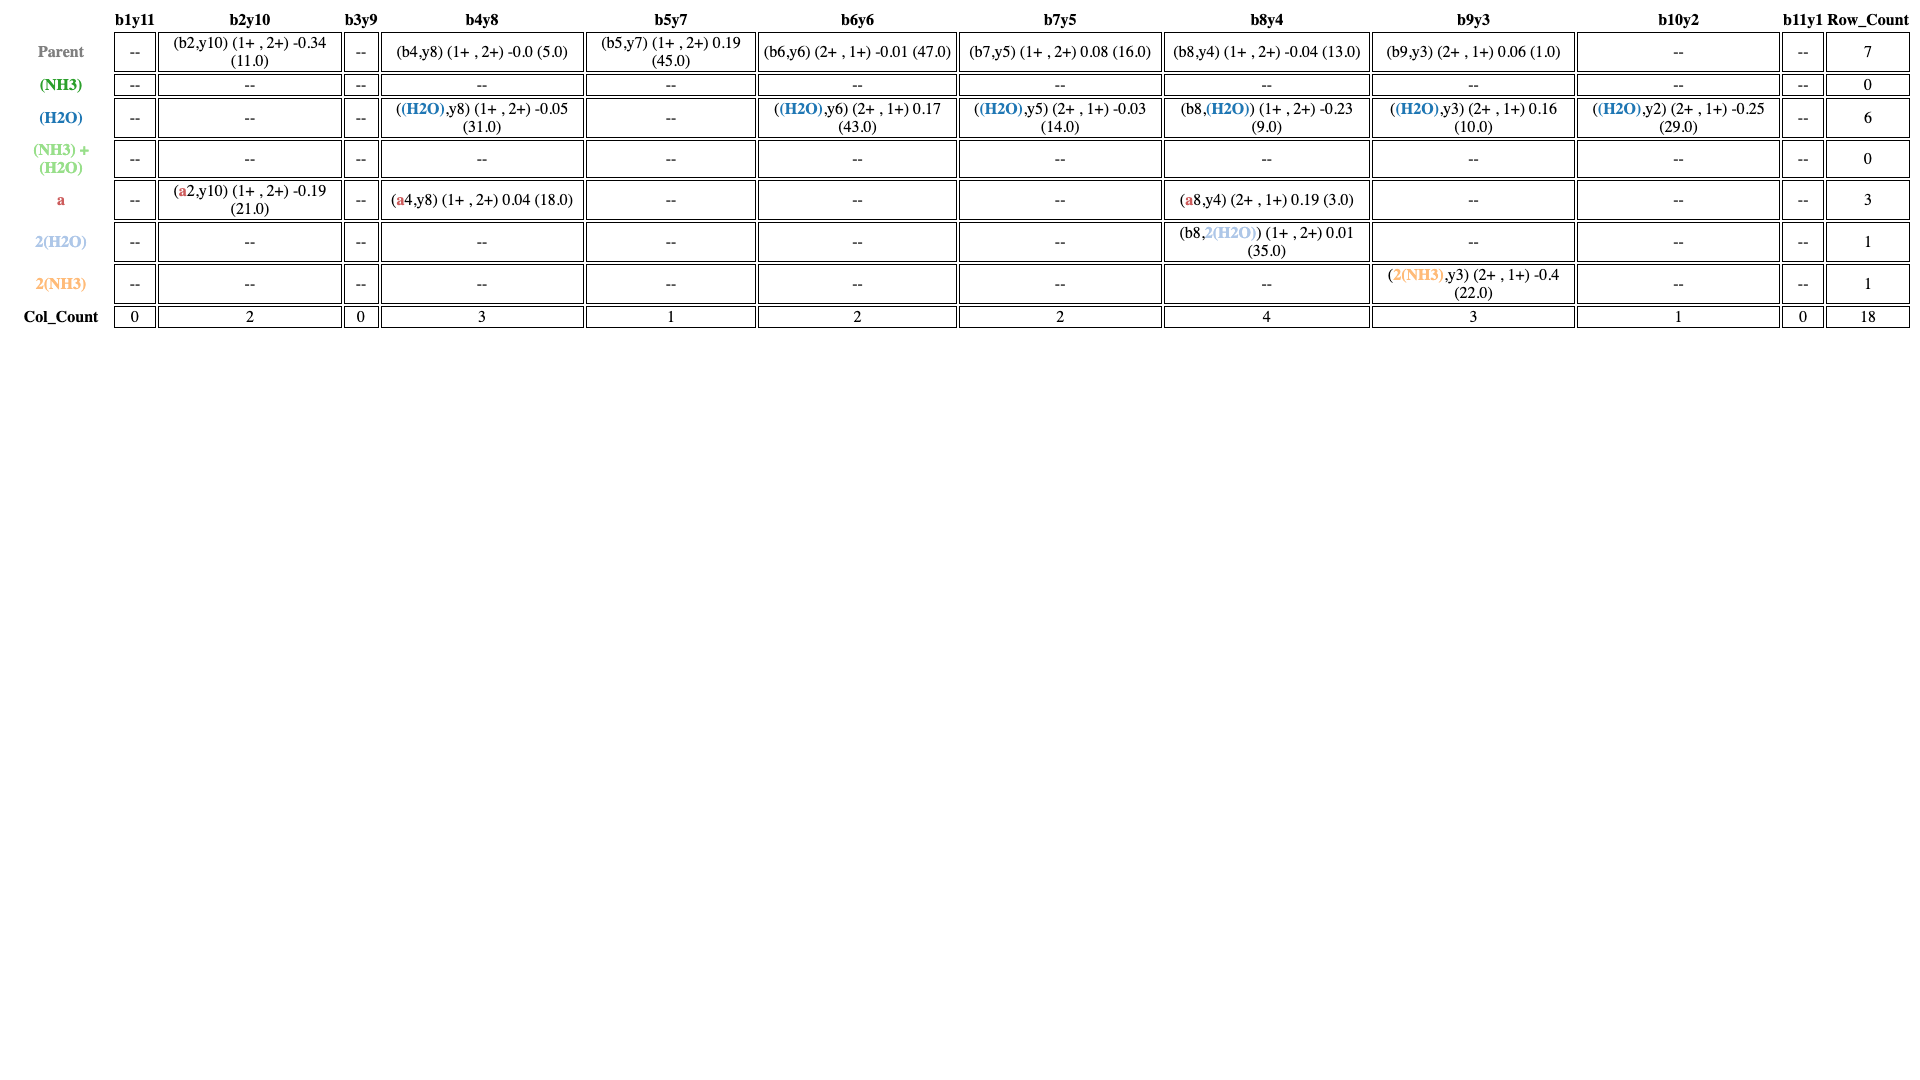 b1y11 b2y10 b3y9 b4y8 b5y7 b6y6 b7y5 b8y4 b9y3 b10y2 b11y1 Row_Count
Parent -- (b2,y10) (1+ , 2+) -0.34 (11.0) -- (b4,y8) (1+ , 2+) -0.0 (5.0) (b5,y7) (1+ , 2+) 0.19 (45.0) (b6,y6) (2+ , 1+) -0.01 (47.0) (b7,y5) (1+ , 2+) 0.08 (16.0) (b8,y4) (1+ , 2+) -0.04 (13.0) (b9,y3) (2+ , 1+) 0.06 (1.0) -- -- 7
(NH3) -- -- -- -- -- -- -- -- -- -- -- 0
(H2O) -- -- -- ((H2O),y8) (1+ , 2+) -0.05 (31.0) -- ((H2O),y6) (2+ , 1+) 0.17 (43.0) ((H2O),y5) (2+ , 1+) -0.03 (14.0) (b8,(H2O)) (1+ , 2+) -0.23 (9.0) ((H2O),y3) (2+ , 1+) 0.16 (10.0) ((H2O),y2) (2+ , 1+) -0.25 (29.0) -- 6
(NH3) + (H2O) -- -- -- -- -- -- -- -- -- -- -- 0
a -- (a2,y10) (1+ , 2+) -0.19 (21.0) -- (a4,y8) (1+ , 2+) 0.04 (18.0) -- -- -- (a8,y4) (2+ , 1+) 0.19 (3.0) -- -- -- 3
2(H2O) -- -- -- -- -- -- -- (b8,2(H2O)) (1+ , 2+) 0.01 (35.0) -- -- -- 1
2(NH3) -- -- -- -- -- -- -- -- (2(NH3),y3) (2+ , 1+) -0.4 (22.0) -- -- 1
Col_Count 0 2 0 3 1 2 2 4 3 1 0 18